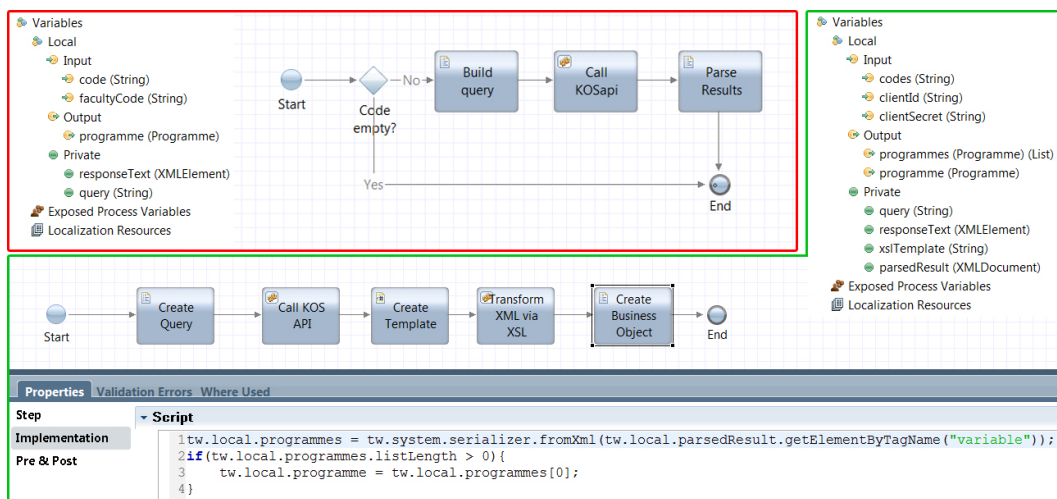 Variables
Local
Input
code (String)
facultyCode (String)
Output
programme (Programme)
Private
responseText (XMLElement)
query (String)
Exposed Process Variables
Localization Resources
Start
Code
empty?
No
Yes
Build
query
Call
KOSapi
Parse
Results
End
Variables
Local
Input
codes (String)
clientId (String)
clientSecret (String)
Output
programmes (Programme) (List)
programme (Programme)
Private
query (String)
responseText (XMLElement)
xslTemplate (String)
parsedResult (XMLDocument)
Exposed Process Variables
Localization Resources
Start
Create
Query
Call KOS
API
Create
Template
Transform
XML via
XSL
Create
Business
Object
End
Properties Validation Errors Where Used
Step
Implementation
Pre & Post
Script
1 tw.local.programmes = tw.system.serializer.fromXml(tw.local.parsedResult.getElementByTagName("variable"));
2 if(tw.local.programmes.listLength > 0){
3 tw.local.programme = tw.local.programmes[0];
4 }